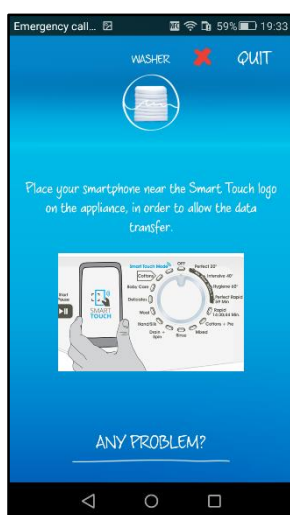 Emergency call... 59% 19:33
WASHER QUIT
Place your smartphone near the Smart Touch logo
on the appliance, in order to allow the data
transfer.
Smart Touch Mode OFF Perfect 20°
Cottons Intensive 40°
Baby Care Hygiene 60°
Delicates Perfect Rapid
59 Min
Start
Pause
SMART
TOUCH
Wool Rapid
14,30,44 Min.
Hand/Silk Cottons + Pre
Drain +
Spin
Rinse
Mixed
ANY PROBLEM?